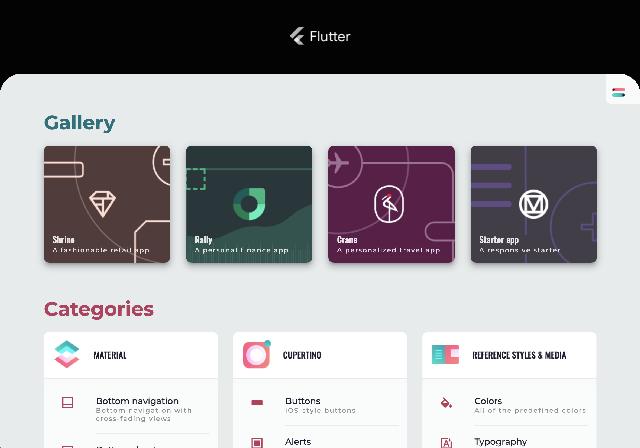 Flutter
Gallery
Shrine
A fashionable retail app
Rally
A personal finance app
Crane
A personalized travel app
Starter app
A responsive starter
Categories
MATERIAL
Bottom navigation
Bottom navigation with
cross-fading views
CUPERTINO
Buttons
iOS-style buttons
Alerts
REFERENCE STYLES & MEDIA
Colors
All of the predefined colors
Typography